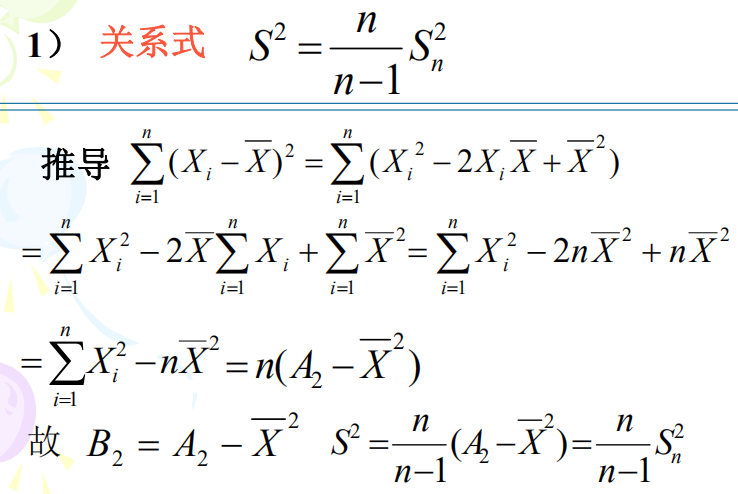 1） 关系式 $S^2 = \frac{n}{n-1} S_n^2$
推导 $\sum_{i=1}^{n} (X_i - \overline{X})^2 = \sum_{i=1}^{n} (X_i^2 - 2X_i\overline{X} + \overline{X}^2)$
$= \sum_{i=1}^{n} X_i^2 - 2\overline{X} \sum_{i=1}^{n} X_i + \sum_{i=1}^{n} \overline{X}^2 = \sum_{i=1}^{n} X_i^2 - 2n\overline{X}^2 + n\overline{X}^2$
$= \sum_{i=1}^{n} X_i^2 - n\overline{X}^2 = n(A_2 - \overline{X}^2)$
故 $B_2 = A_2 - \overline{X}^2$ $S^2 = \frac{n}{n-1}(A_2 - \overline{X}^2) = \frac{n}{n-1} S_n^2$